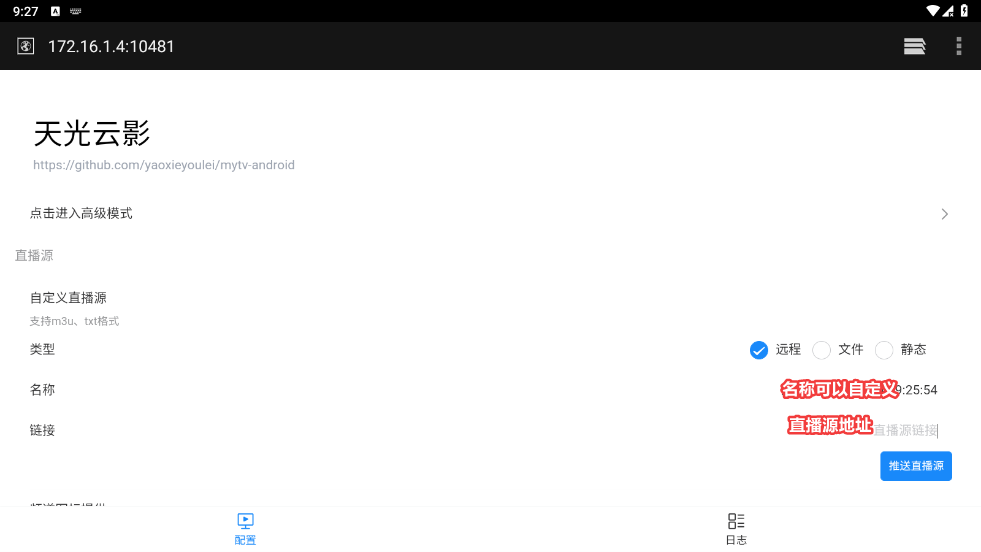 9:27
172.16.1.4:10481
天光云影
https://github.com/yaoxieyoulei/mytv-android
点击进入高级模式
直播源
自定义直播源
支持m3u、txt格式
类型 远程 文件 静态
名称 名称可以自定义 9:25:54
链接 直播源地址 直播源链接
推送直播源
配置 日志